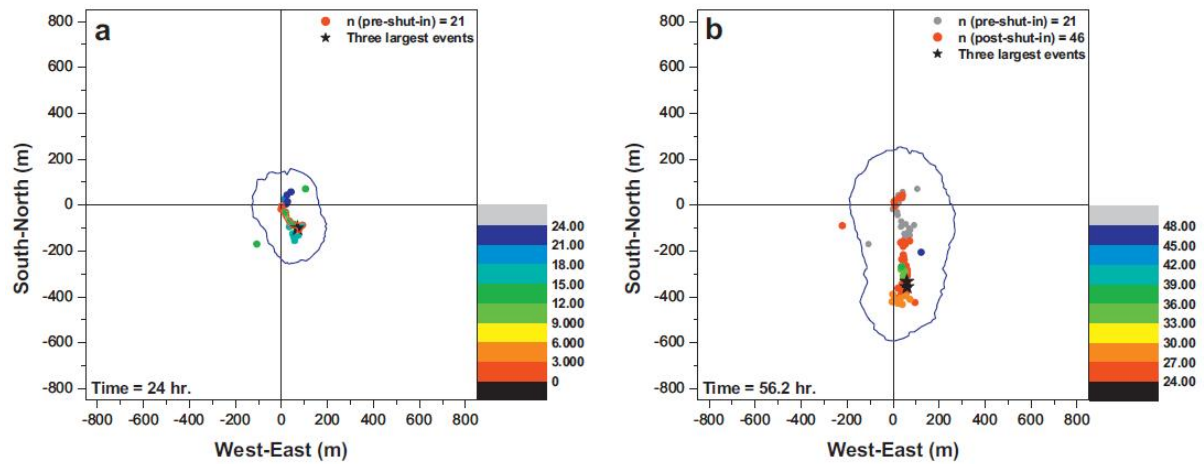 a
n (pre-shut-in) = 21
Three largest events
800
600
400
200
0
-200
-400
-600
-800
South-North (m)
Time = 24 hr.
-800 -600 -400 -200 0 200 400 600 800
West-East (m)
24.00
21.00
18.00
15.00
12.00
9.000
6.000
3.000
0
b
n (pre-shut-in) = 21
n (post-shut-in) = 46
Three largest events
800
600
400
200
0
-200
-400
-600
-800
South-North (m)
Time = 56.2 hr.
-800 -600 -400 -200 0 200 400 600 800
West-East (m)
48.00
45.00
42.00
39.00
36.00
33.00
30.00
27.00
24.00